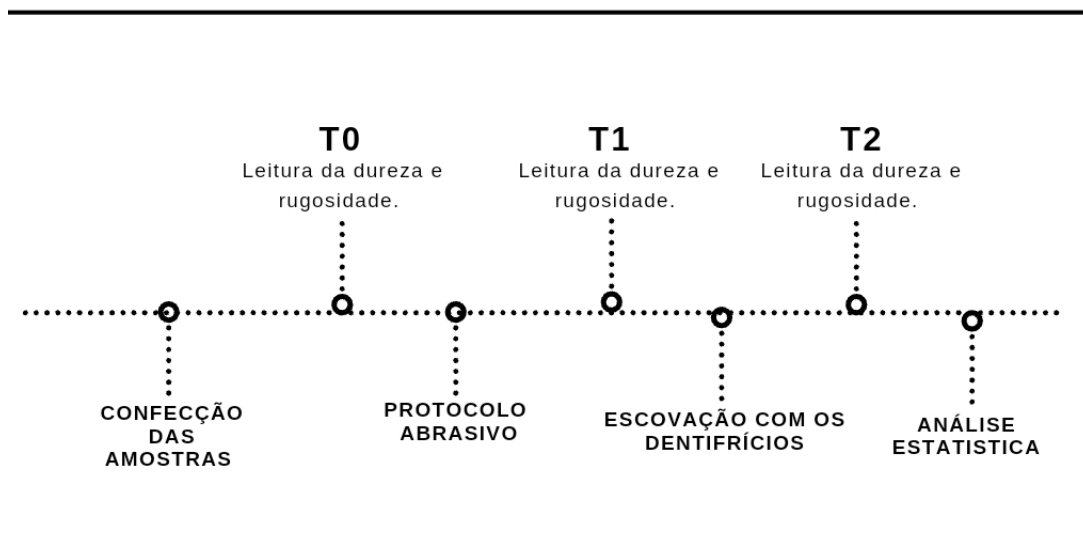 T0
Leitura da dureza e
rugosidade.
T1
Leitura da dureza e
rugosidade.
T2
Leitura da dureza e
rugosidade.
CONFECÇÃO
DAS
AMOSTRAS
PROTOCOLO
ABRASIVO
ESCOVAÇÃO COM OS
DENTIFRÍCIOS
ANÁLISE
ESTATISTICA